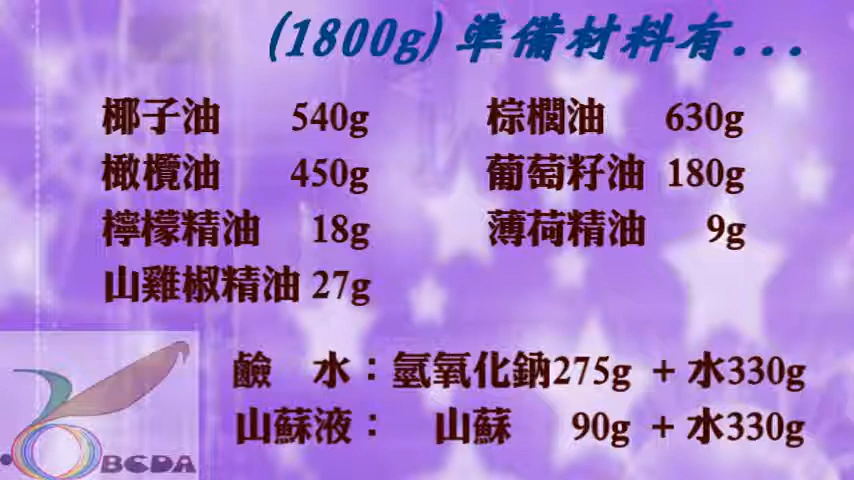 (1800g) 準備材料有...
椰子油 540g 棕櫚油 630g
橄欖油 450g 葡萄籽油 180g
檸檬精油 18g 薄荷精油 9g
山雞椒精油 27g
鹼 水：氫氧化鈉275g + 水330g
山蘇液： 山蘇 90g + 水330g
BCDA